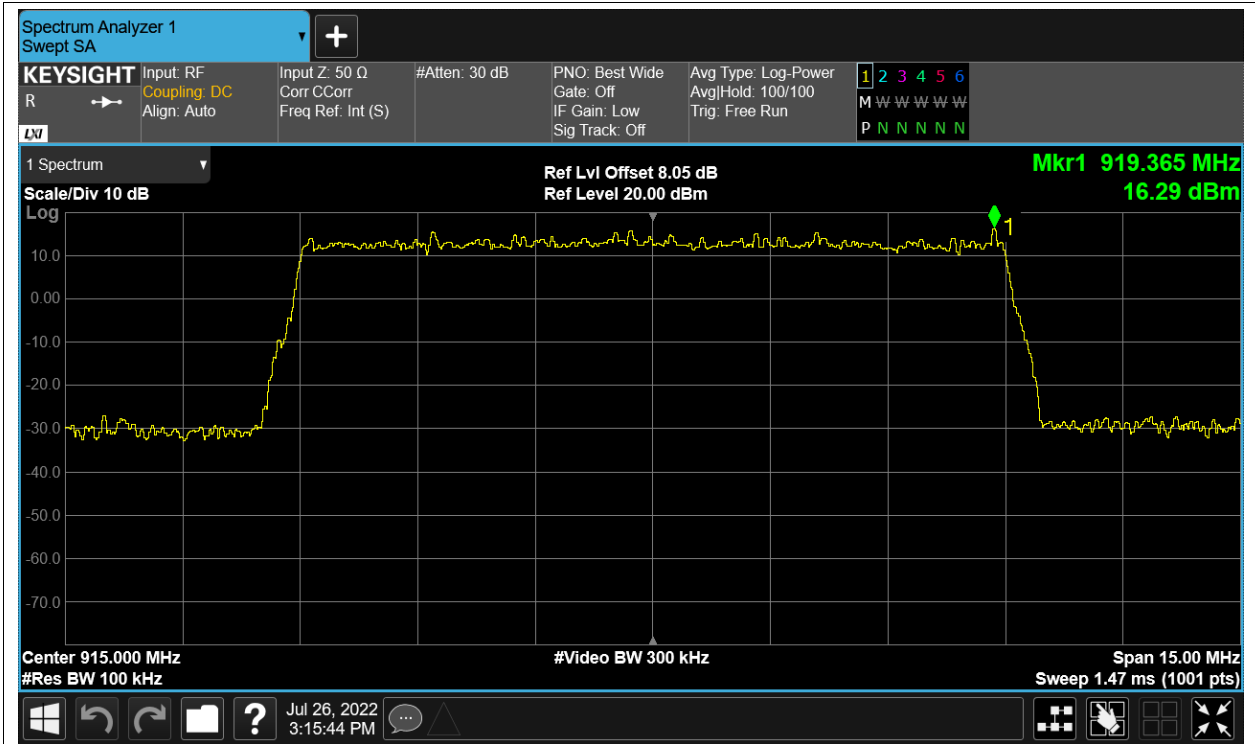 Spectrum Analyzer 1
Swept SA
+
KEYSIGHT
R
LXI
Input: RF
Coupling: DC
Align: Auto
Input Z: 50 Ω
Corr CCorr
Freq Ref: Int (S)
#Atten: 30 dB
PNO: Best Wide
Gate: Off
IF Gain: Low
Sig Track: Off
Avg Type: Log-Power
Avg|Hold: 100/100
Trig: Free Run
1 2 3 4 5 6
M W W W W W
P N N N N N
1 Spectrum
Scale/Div 10 dB
Log
Ref Lvl Offset 8.05 dB
Ref Level 20.00 dBm
Mkr1 919.365 MHz
16.29 dBm
1
10.0
0.00
-10.0
-20.0
-30.0
-40.0
-50.0
-60.0
-70.0
Center 915.000 MHz
#Res BW 100 kHz
#Video BW 300 kHz
Span 15.00 MHz
Sweep 1.47 ms (1001 pts)
?
Jul 26, 2022
3:15:44 PM